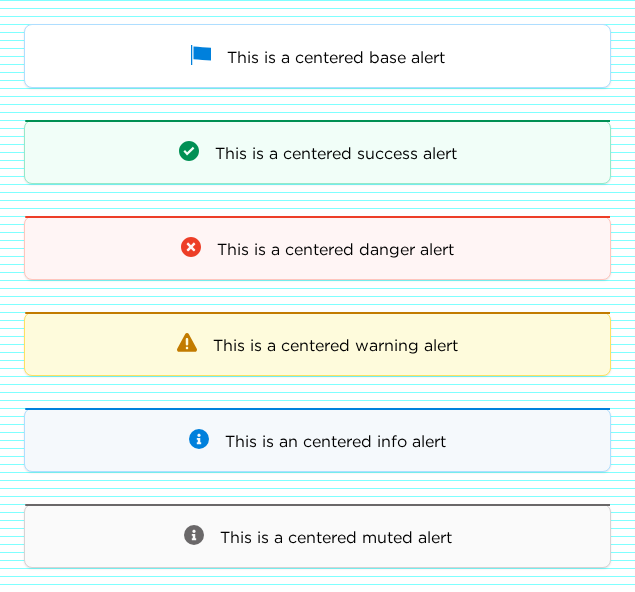 This is a centered base alert
This is a centered success alert
This is a centered danger alert
This is a centered warning alert
This is an centered info alert
This is a centered muted alert